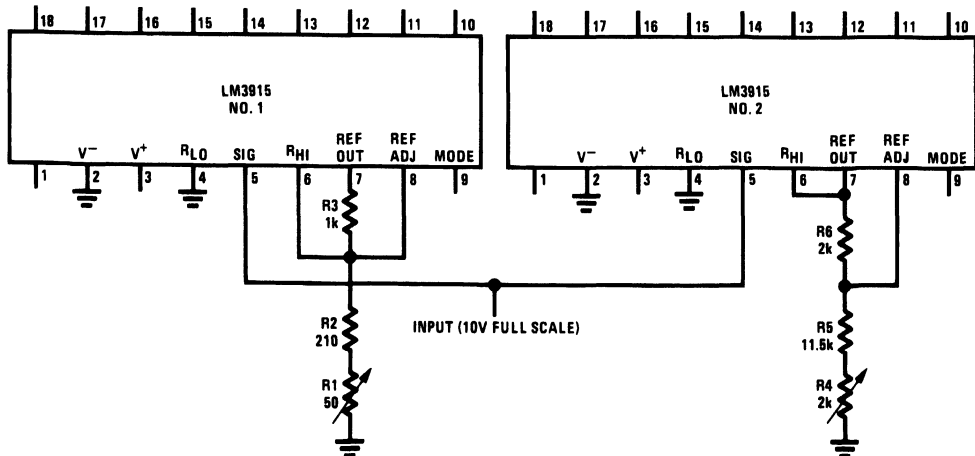 18 17 16 15 14 13 12 11 10
18 17 16 15 14 13 12 11 10
LM3915
NO. 1
LM3915
NO. 2
V− V+ RLO SIG RHI REF OUT REF ADJ MODE
V− V+ RLO SIG RHI REF OUT REF ADJ MODE
1 2 3 4 5 6 7 8 9
1 2 3 4 5 6 7 8 9
R3
1k
R6
2k
R2
210
INPUT (10V FULL SCALE)
R5
11.5k
R1
50
R4
2k